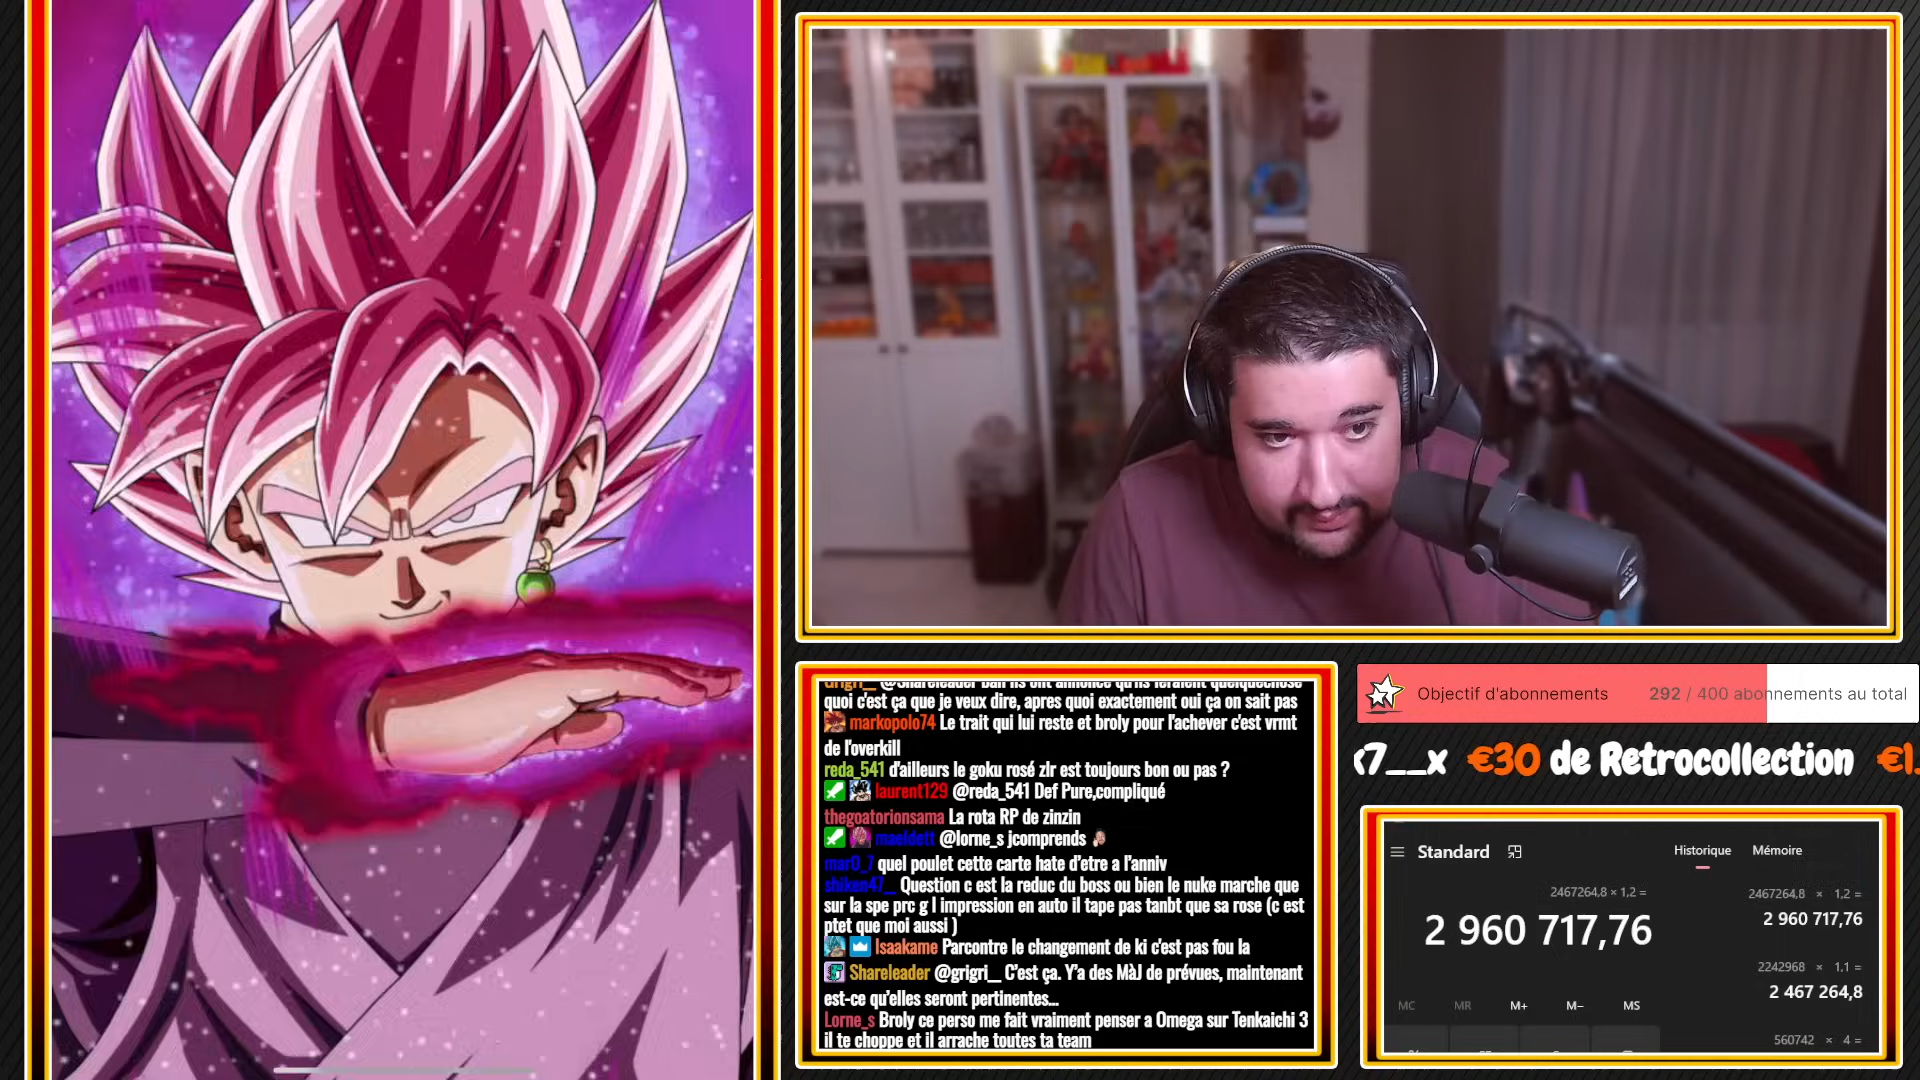 quoi c'est ça que je veux dire, apres quoi exactement oui ça on sait pas
markopolo74 Le trait qui lui reste et broly pour l'achever c'est vrmt
de l'overkill
reda_541 d'ailleurs le goku rosé zlr est toujours bon ou pas ?
laurent129 @reda_541 Def Pure,compliqué
thegoatorionsama La rota RP de zinzin
maeldett @lorne_s jcomprends
mar0_7 quel poulet cette carte hate d'etre a l'anniv
shiken47_ Question c est la reduc du boss ou bien le nuke marche que
sur la spe prc g l impression en auto il tape pas tanbt que sa rose (c est
ptet que moi aussi )
Isaakame Parcontre le changement de ki c'est pas fou la
Shareleader @grigri__ C'est ça. Y'a des MàJ de prévues, maintenant
est-ce qu'elles seront pertinentes...
Lorne_s Broly ce perso me fait vraiment penser a Omega sur Tenkaichi 3
il te choppe et il arrache toutes ta team
Objectif d'abonnements 292 / 400 abonnements au total
7__x €30 de Retrocollection €1
Standard
Historique Mémoire
2467264,8 × 1,2 =
2 960 717,76
MC MR M+ M- MS
2467264,8 × 1,2 =
2 960 717,76
2242968 × 1,1 =
2 467 264,8
560742 × 4 =